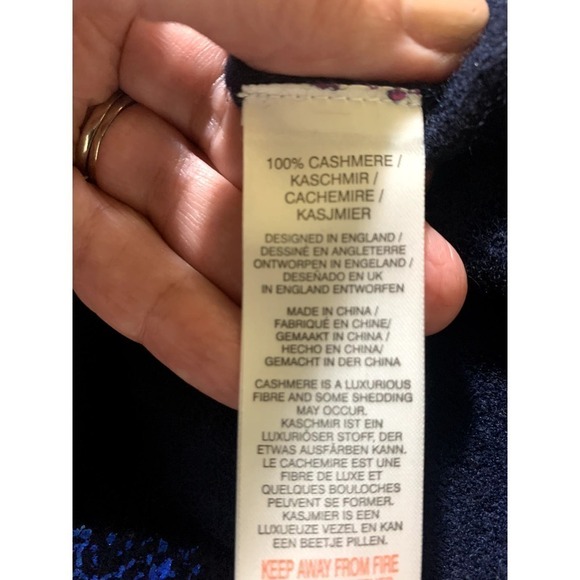 100% CASHMERE /
KASCHMIR /
CACHEMIRE /
KASJMIER
DESIGNED IN ENGLAND /
DESSINÉ EN ANGLETERRE
ONTWORPEN IN ENGELAND /
DESEÑADO EN UK
IN ENGLAND ENTWORFEN
MADE IN CHINA /
FABRIQUÉ EN CHINE/
GEMAAKT IN CHINA /
HECHO EN CHINA/
GEMACHT IN DER CHINA
CASHMERE IS A LUXURIOUS
FIBRE AND SOME SHEDDING
MAY OCCUR.
KASCHMIR IST EIN
LUXURIÖSER STOFF, DER
ETWAS AUSFÄRBEN KANN.
LE CACHEMIRE EST UNE
FIBRE DE LUXE ET
QUELQUES BOULOCHES
PEUVENT SE FORMER.
KASJMIER IS EEN
LUXUEUZE VEZEL EN KAN
EEN BEETJE PILLEN.
KEEP AWAY FROM FIRE